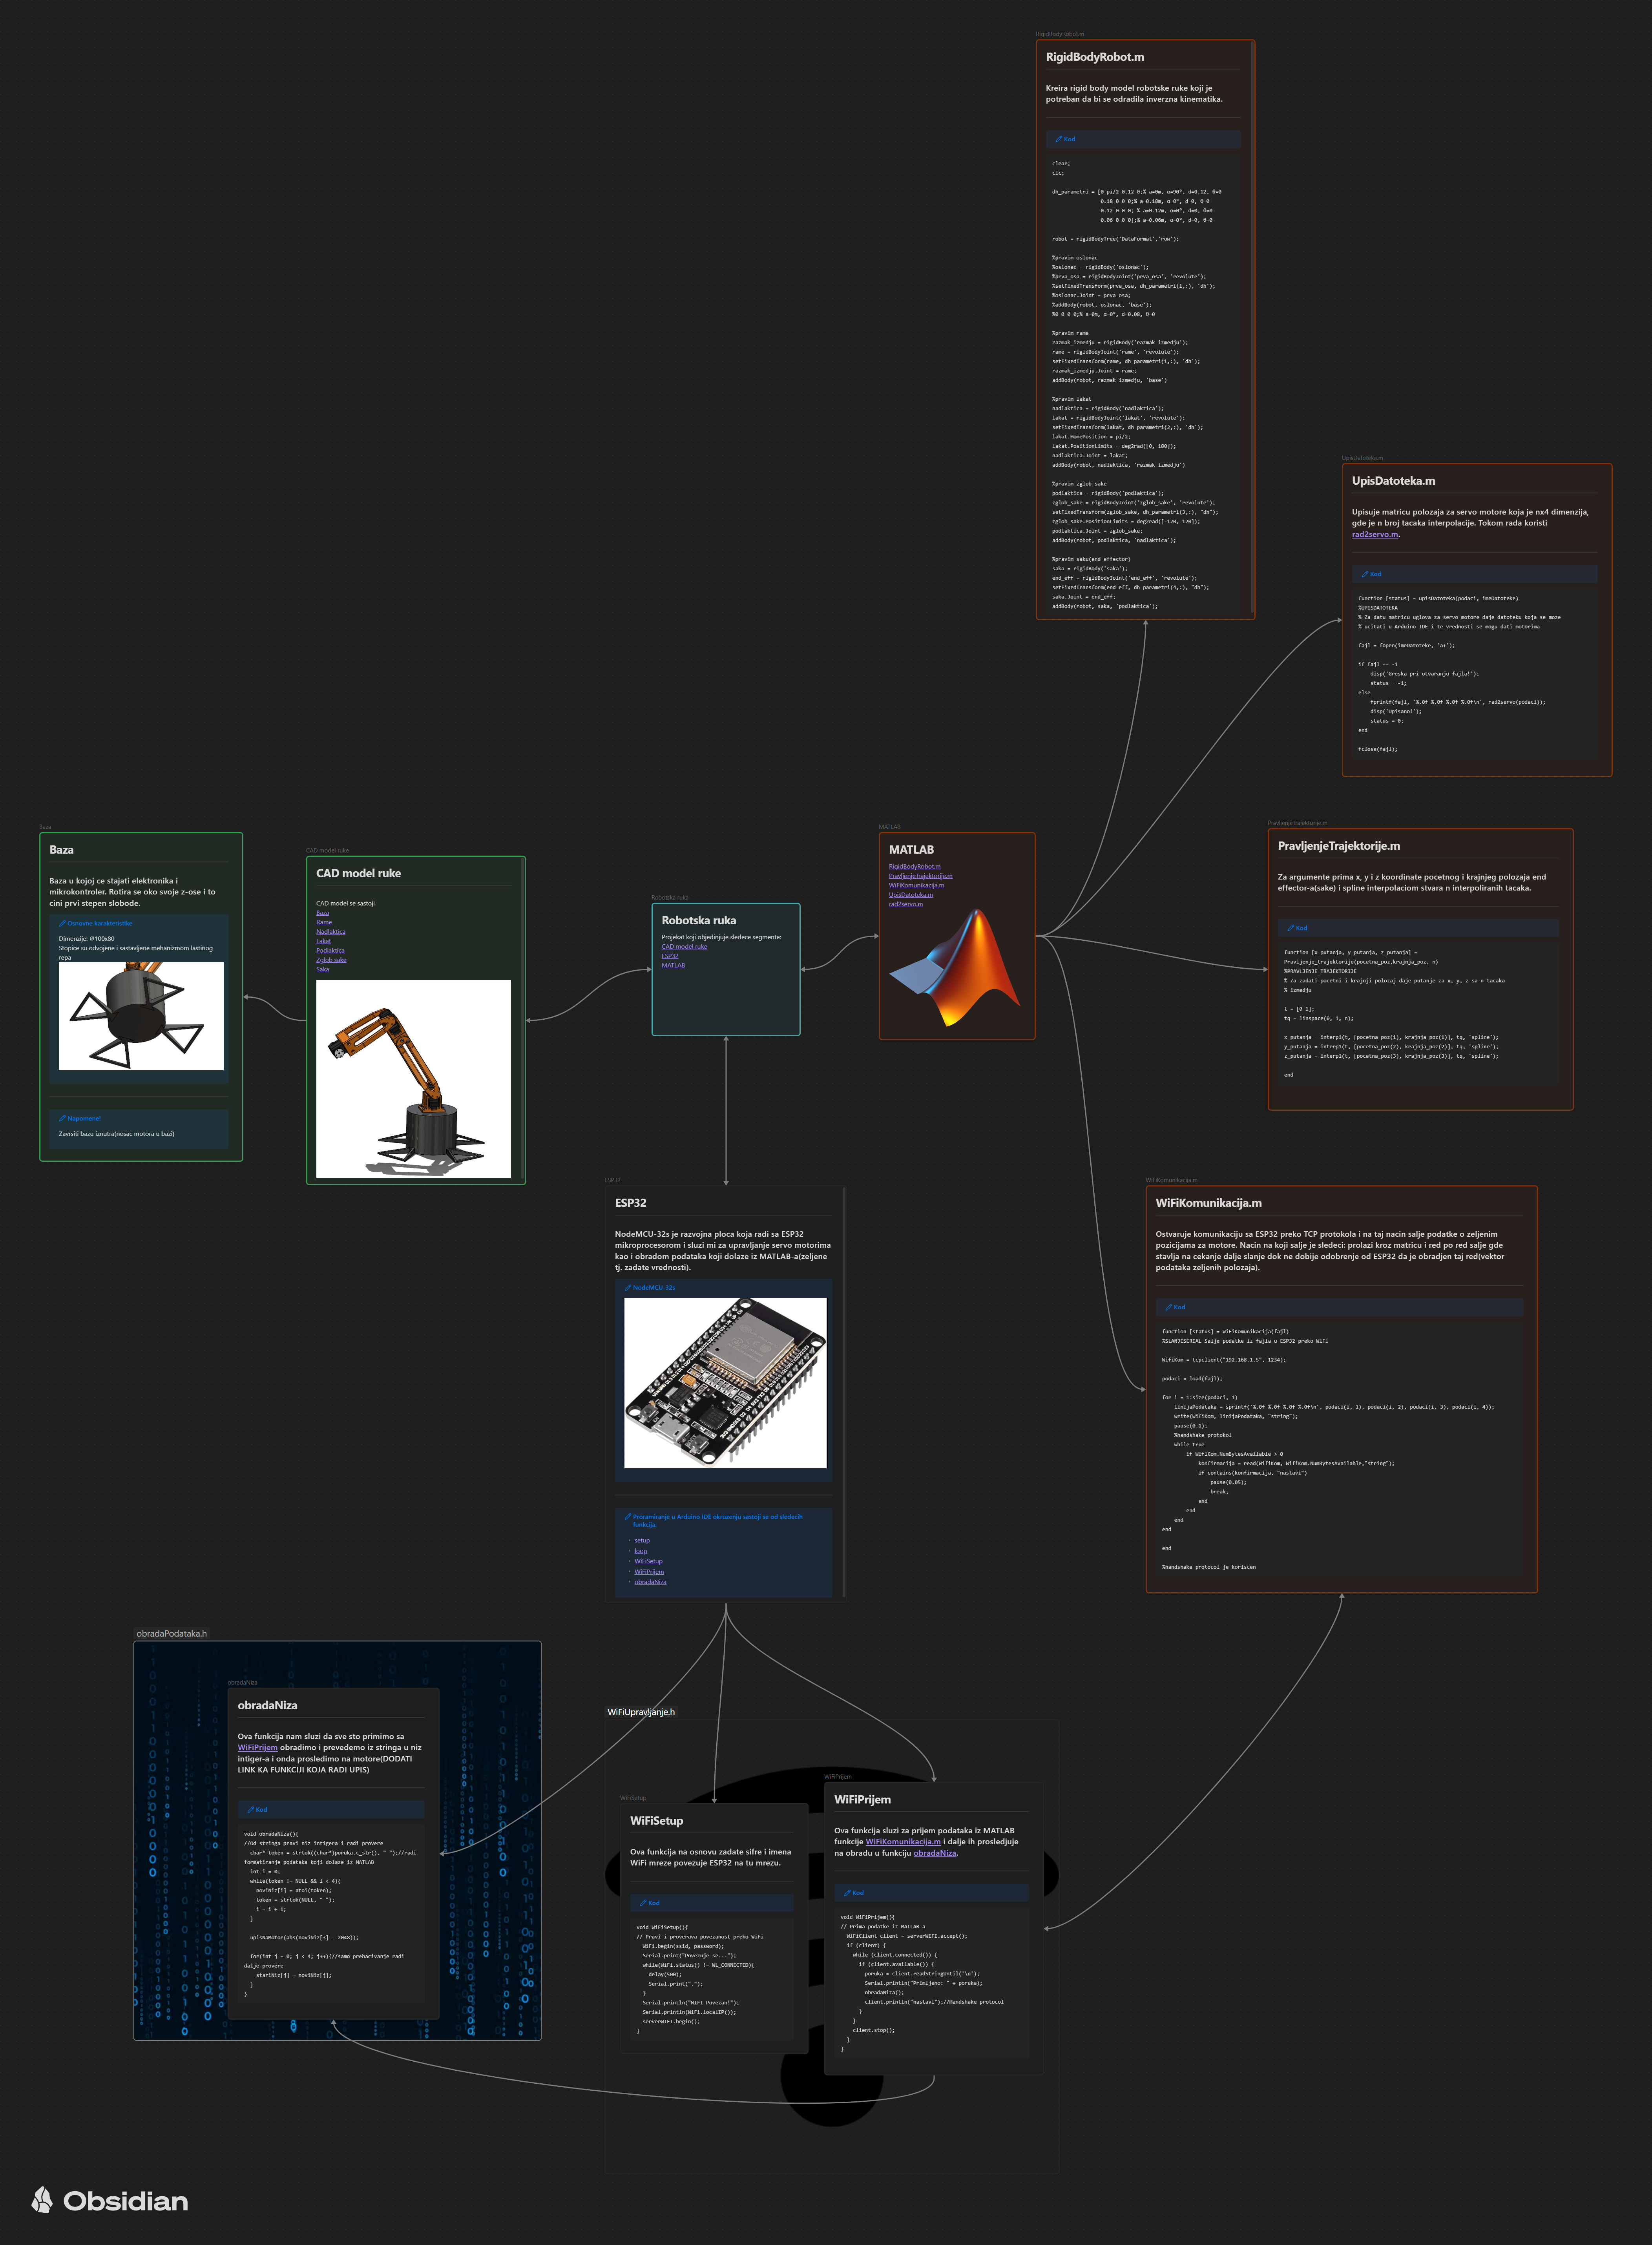 RigidBodyRobot.m
RigidBodyRobot.m
Kreira rigid body model robotske ruke koji je
potreban da bi se odradila inverzna kinematika.
Kod
clear;
clc;
dh_parametri = [0 pi/2 0.12 0;% a=0m, α=90°, d=0.12, θ=0
0.18 0 0 0;% a=0.18m, α=0°, d=0, θ=0
0.12 0 0 0; % a=0.12m, α=0°, d=0, θ=0
0.06 0 0 0];% a=0.06m, α=0°, d=0, θ=0
robot = rigidBodyTree('DataFormat','row');
%pravim oslonac
%oslonac = rigidBody('oslonac');
%prva_osa = rigidBodyJoint('prva_osa', 'revolute');
%setFixedTransform(prva_osa, dh_parametri(1,:), 'dh');
%oslonac.Joint = prva_osa;
%addBody(robot, oslonac, 'base');
%0 0 0 0;% a=0m, α=0°, d=0.08, θ=0
%pravim rame
razmak_izmedju = rigidBody('razmak izmedju');
rame = rigidBodyJoint('rame', 'revolute');
setFixedTransform(rame, dh_parametri(1,:), 'dh');
razmak_izmedju.Joint = rame;
addBody(robot, razmak_izmedju, 'base')
%pravim lakat
nadlaktica = rigidBody('nadlaktica');
lakat = rigidBodyJoint('lakat', 'revolute');
setFixedTransform(lakat, dh_parametri(2,:), 'dh');
lakat.HomePosition = pi/2;
lakat.PositionLimits = deg2rad([0, 180]);
nadlaktica.Joint = lakat;
addBody(robot, nadlaktica, 'razmak izmedju')
%pravim zglob sake
podlaktica = rigidBody('podlaktica');
zglob_sake = rigidBodyJoint('zglob_sake', 'revolute');
setFixedTransform(zglob_sake, dh_parametri(3,:), "dh");
zglob_sake.PositionLimits = deg2rad([-120, 120]);
podlaktica.Joint = zglob_sake;
addBody(robot, podlaktica, 'nadlaktica');
%pravim saku(end effector)
saka = rigidBody('saka');
end_eff = rigidBodyJoint('end_eff', 'revolute');
setFixedTransform(end_eff, dh_parametri(4,:), "dh");
saka.Joint = end_eff;
addBody(robot, saka, 'podlaktica');
UpisDatoteka.m
UpisDatoteka.m
Upisuje matricu polozaja za servo motore koja je nx4 dimenzija,
gde je n broj tacaka interpolacije. Tokom rada koristi
rad2servo.m.
Kod
function [status] = upisDatoteka(podaci, imeDatoteke)
%UPISDATOTEKA
% Za datu matricu uglova za servo motore daje datoteku koja se moze
% ucitati u Arduino IDE i te vrednosti se mogu dati motorima
fajl = fopen(imeDatoteke, 'a+');
if fajl == -1
disp('Greska pri otvaranju fajla!');
status = -1;
else
fprintf(fajl, '%.0f %.0f %.0f %.0f\n', rad2servo(podaci));
disp('Upisano!');
status = 0;
end
fclose(fajl);
Baza
Baza
Baza u kojoj ce stajati elektronika i
mikrokontroler. Rotira se oko svoje z-ose i to
cini prvi stepen slobode.
Osnovne karakteristike
Dimenzije: Ø100x80
Stopice su odvojene i sastavljene mehanizmom lastinog
repa
Napomene!
Zavrsiti bazu iznutra(nosac motora u bazi)
CAD model ruke
CAD model ruke
CAD model se sastoji
Baza
Rame
Nadlaktica
Lakat
Podlaktica
Zglob sake
Saka
Robotska ruka
Robotska ruka
Projekat koji objedinjuje sledece segmente:
CAD model ruke
ESP32
MATLAB
MATLAB
MATLAB
RigidBodyRobot.m
PravljenjeTrajektorije.m
WiFiKomunikacija.m
UpisDatoteka.m
rad2servo.m
PravljenjeTrajektorije.m
PravljenjeTrajektorije.m
Za argumente prima x, y i z koordinate pocetnog i krajnjeg polozaja end
effector-a(sake) i spline interpolaciom stvara n interpoliranih tacaka.
Kod
function [x_putanja, y_putanja, z_putanja] =
Pravljenje_trajektorije(pocetna_poz,krajnja_poz, n)
%PRAVLJENJE_TRAJEKTORIJE
% Za zadati pocetni i krajnji polozaj daje putanje za x, y, z sa n tacaka
% izmedju
t = [0 1];
tq = linspace(0, 1, n);
x_putanja = interp1(t, [pocetna_poz(1), krajnja_poz(1)], tq, 'spline');
y_putanja = interp1(t, [pocetna_poz(2), krajnja_poz(2)], tq, 'spline');
z_putanja = interp1(t, [pocetna_poz(3), krajnja_poz(3)], tq, 'spline');
end
ESP32
ESP32
NodeMCU-32s je razvojna ploca koja radi sa ESP32
mikroprocesorom i sluzi mi za upravljanje servo motorima
kao i obradom podataka koji dolaze iz MATLAB-a(zeljene
tj. zadate vrednosti).
NodeMCU-32s
Proramiranje u Arduino IDE okruzenju sastoji se od sledecih
funkcija:
setup
loop
WiFiSetup
WiFiPrijem
obradaNiza
WiFiKomunikacija.m
WiFiKomunikacija.m
Ostvaruje komunikaciju sa ESP32 preko TCP protokola i na taj nacin salje podatke o zeljenim
pozicijama za motore. Nacin na koji salje je sledeci: prolazi kroz matricu i red po red salje gde
stavlja na cekanje dalje slanje dok ne dobije odobrenje od ESP32 da je obradjen taj red(vektor
podataka zeljenih polozaja).
Kod
function [status] = WiFiKomunikacija(fajl)
%SLANJESERIAL Salje podatke iz fajla u ESP32 preko WiFi
WifiKom = tcpclient("192.168.1.5", 1234);
podaci = load(fajl);
for i = 1:size(podaci, 1)
linijaPodataka = sprintf('%.0f %.0f %.0f %.0f\n', podaci(i, 1), podaci(i, 2), podaci(i, 3), podaci(i, 4));
write(WifiKom, linijaPodataka, "string");
pause(0.1);
%handshake protokol
while true
if WifiKom.NumBytesAvailable > 0
konfirmacija = read(WifiKom, WifiKom.NumBytesAvailable,"string");
if contains(konfirmacija, "nastavi")
pause(0.05);
break;
end
end
end
end
end
%handshake protocol je koriscen
obradaPodataka.h
obradaNiza
obradaNiza
Ova funkcija nam sluzi da sve sto primimo sa
WiFiPrijem obradimo i prevedemo iz stringa u niz
intiger-a i onda prosledimo na motore(DODATI
LINK KA FUNKCIJI KOJA RADI UPIS)
Kod
void obradaNiza(){
//Od stringa pravi niz intigera i radi provere
char* token = strtok((char*)poruka.c_str(), " ");//radi
formatiranje podataka koji dolaze iz MATLAB
int i = 0;
while(token != NULL && i < 4){
noviNiz[i] = atoi(token);
token = strtok(NULL, " ");
i = i + 1;
}
upisNaMotor(abs(noviNiz[3] - 2048));
for(int j = 0; j < 4; j++){//samo prebacivanje radi
dalje provere
stariNiz[j] = noviNiz[j];
}
}
WiFiUpravljanje.h
WiFiSetup
WiFiSetup
Ova funkcija na osnovu zadate sifre i imena
WiFi mreze povezuje ESP32 na tu mrezu.
Kod
void WiFiSetup(){
// Pravi i proverava povezanost preko WiFi
WiFi.begin(ssid, password);
Serial.print("Povezuje se...");
while(WiFi.status() != WL_CONNECTED){
delay(500);
Serial.print(".");
}
Serial.println("WIFI Povezan!");
Serial.println(WiFi.localIP());
serverWIFI.begin();
}
WiFiPrijem
WiFiPrijem
Ova funkcija sluzi za prijem podataka iz MATLAB
funkcije WiFiKomunikacija.m i dalje ih prosledjuje
na obradu u funkciju obradaNiza.
Kod
void WiFiPrijem(){
// Prima podatke iz MATLAB-a
WiFiClient client = serverWIFI.accept();
if (client) {
while (client.connected()) {
if (client.available()) {
poruka = client.readStringUntil('\n');
Serial.println("Primljeno: " + poruka);
obradaNiza();
client.println("nastavi");//Handshake protocol
}
}
client.stop();
}
}
Obsidian